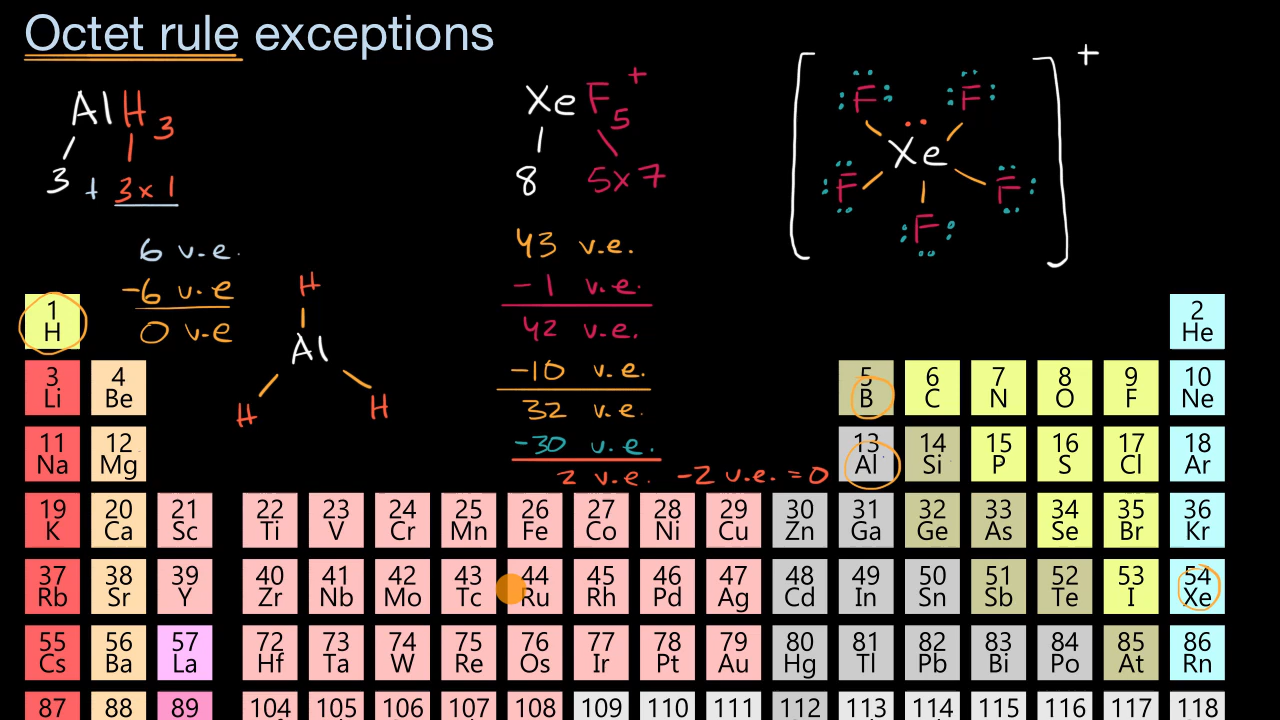 Octet rule exceptions
AlH3
3 + 3x1
6 v.e.
-6 v.e
0 v.e
H
Al
H H
XeF5+
8 5x7
43 v.e.
-1 v.e.
42 v.e.
-10 v.e.
32 v.e.
-30 v.e.
2 v.e. -2 v.e. = 0
+
F F
Xe
F F
F
1 2
H He
3 4 5 6 7 8 9 10
Li Be B C N O F Ne
11 12 13 14 15 16 17 18
Na Mg Al Si P S Cl Ar
19 20 21 22 23 24 25 26 27 28 29 30 31 32 33 34 35 36
K Ca Sc Ti V Cr Mn Fe Co Ni Cu Zn Ga Ge As Se Br Kr
37 38 39 40 41 42 43 44 45 46 47 48 49 50 51 52 53 54
Rb Sr Y Zr Nb Mo Tc Ru Rh Pd Ag Cd In Sn Sb Te I Xe
55 56 57 72 73 74 75 76 77 78 79 80 81 82 83 84 85 86
Cs Ba La Hf Ta W Re Os Ir Pt Au Hg Tl Pb Bi Po At Rn
87 88 89 104 105 106 107 108 109 110 111 112 113 114 115 116 117 118